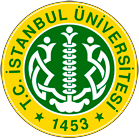 T.C. İSTANBUL ÜNİVERSİTESİ
1453